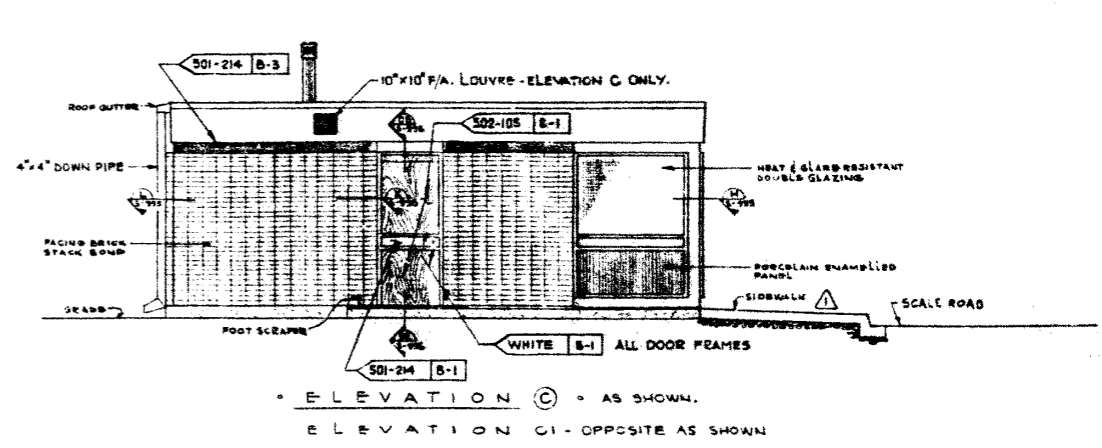 501-214 B-3
10"x10" F/A. LOUVRE - ELEVATION C ONLY.
ROOF GUTTER
502-105 B-1
4"x4" DOWN PIPE
HEAT & GLARE RESISTANT
DOUBLE GLAZING
H
S-995
FACING BRICK
STACK BOND
PORCELAIN ENAMELLED
PANEL
SIDEWALK 1
SCALE ROAD
GRADE
FOOT SCRAPER
WHITE B-1 ALL DOOR FRAMES
501-214 B-1
• ELEVATION C • AS SHOWN.
ELEVATION C1 - OPPOSITE AS SHOWN